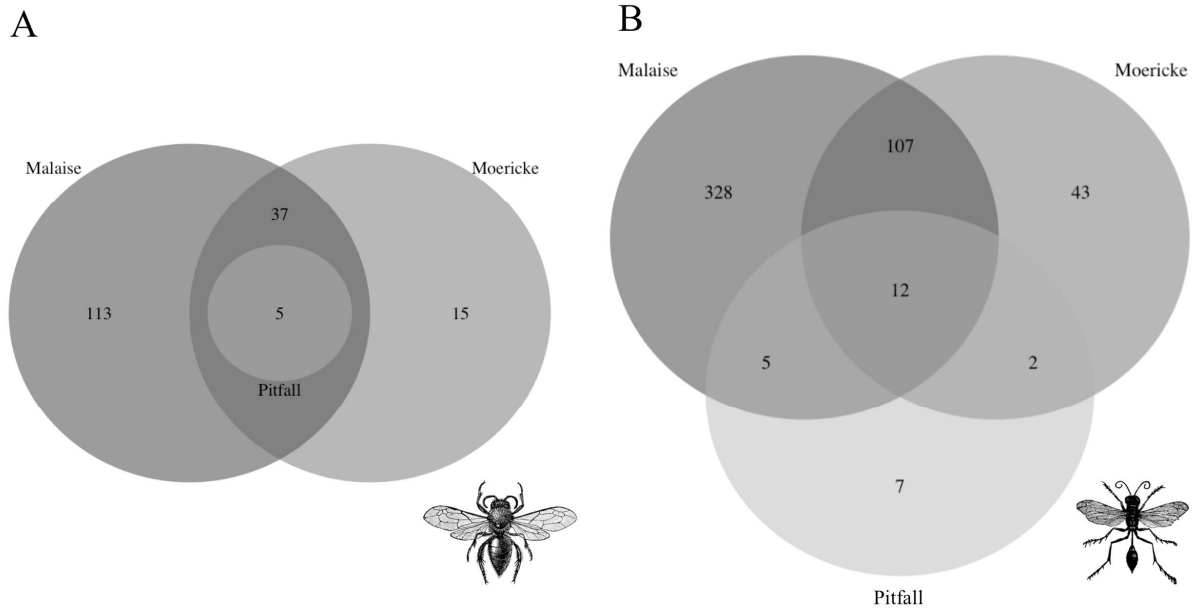 A
Malaise
Moericke
37
113
5
15
Pitfall
B
Malaise
Moericke
107
328
43
12
5
2
7
Pitfall